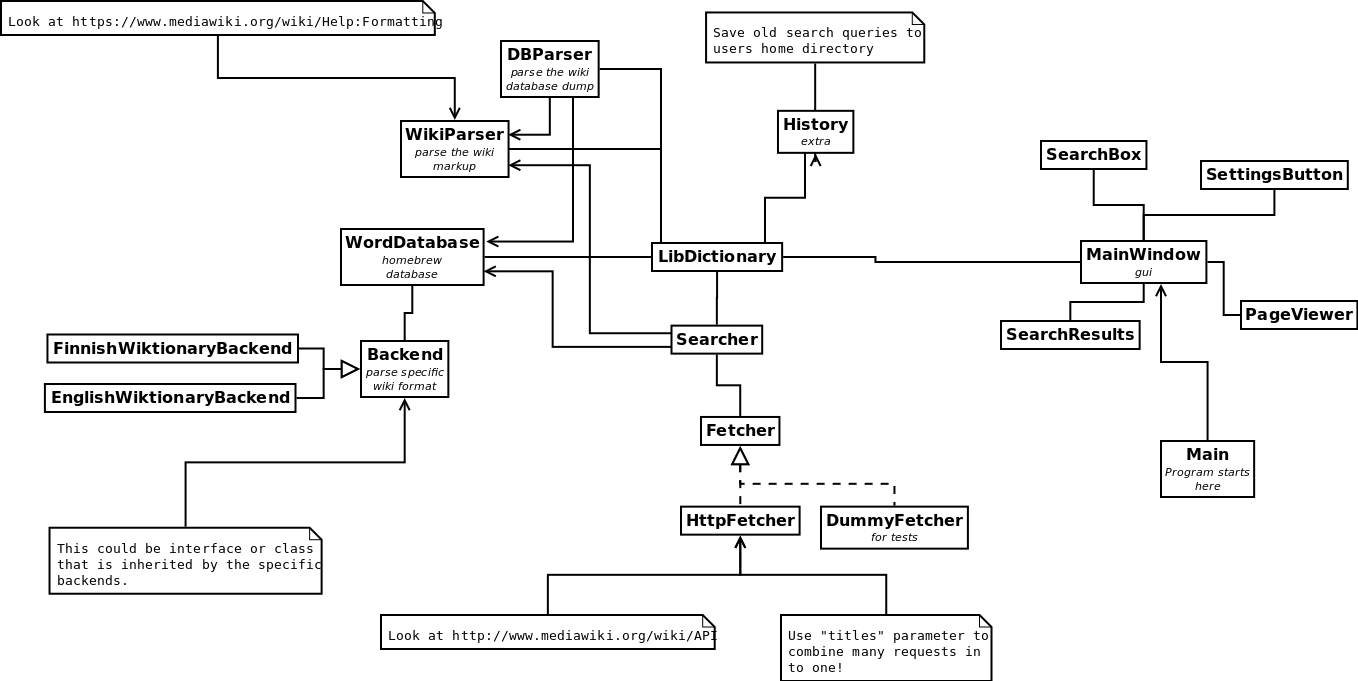 Look at https://www.mediawiki.org/wiki/Help:Formatting
Save old search queries to
users home directory
DBParser
parse the wiki
database dump
WikiParser
parse the wiki
markup
History
extra
SearchBox
SettingsButton
WordDatabase
homebrew
database
LibDictionary
MainWindow
gui
PageViewer
SearchResults
Searcher
FinnishWiktionaryBackend
EnglishWiktionaryBackend
Backend
parse specific
wiki format
Fetcher
Main
Program starts
here
HttpFetcher
DummyFetcher
for tests
This could be interface or class
that is inherited by the specific
backends.
Look at http://www.mediawiki.org/wiki/API
Use "titles" parameter to
combine many requests in
to one!